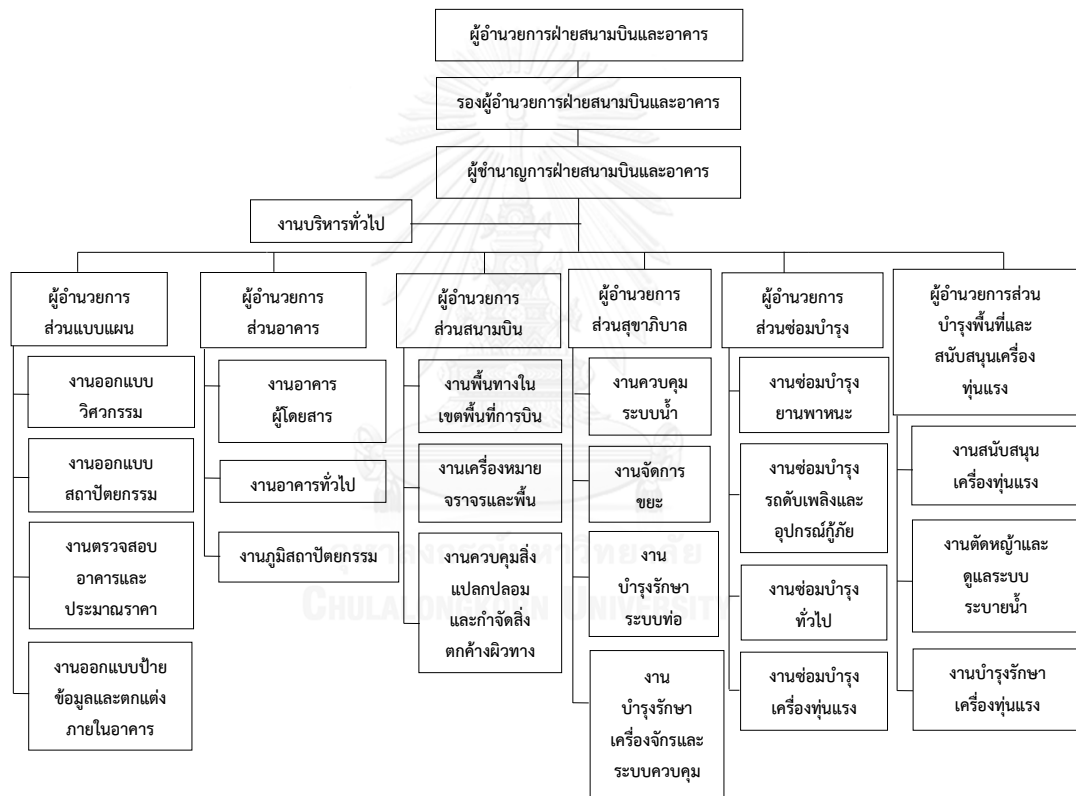 ผู้อำนวยการฝ่ายสนามบินและอาคาร
รองผู้อำนวยการฝ่ายสนามบินและอาคาร
ผู้ชำนาญการฝ่ายสนามบินและอาคาร
งานบริหารทั่วไป
ผู้อำนวยการ
ส่วนแบบแผน
งานออกแบบ
วิศวกรรม
งานออกแบบ
สถาปัตยกรรม
งานตรวจสอบ
อาคารและ
ประมาณราคา
งานออกแบบป้าย
ข้อมูลและตกแต่ง
ภายในอาคาร
ผู้อำนวยการ
ส่วนอาคาร
งานอาคาร
ผู้โดยสาร
งานอาคารทั่วไป
งานภูมิสถาปัตยกรรม
ผู้อำนวยการ
ส่วนสนามบิน
งานพื้นทางใน
เขตพื้นที่การบิน
งานเครื่องหมาย
จราจรและพื้น
งานควบคุมสิ่ง
แปลกปลอม
และกำจัดสิ่ง
ตกค้างผิวทาง
ผู้อำนวยการ
ส่วนสุขาภิบาล
งานควบคุม
ระบบน้ำ
งานจัดการ
ขยะ
งาน
บำรุงรักษา
ระบบท่อ
งาน
บำรุงรักษา
เครื่องจักรและ
ระบบควบคุม
ผู้อำนวยการ
ส่วนซ่อมบำรุง
งานซ่อมบำรุง
ยานพาหนะ
งานซ่อมบำรุง
รถดับเพลิงและ
อุปกรณ์กู้ภัย
งานซ่อมบำรุง
ทั่วไป
งานซ่อมบำรุง
เครื่องทุ่นแรง
ผู้อำนวยการส่วน
บำรุงพื้นที่และ
สนับสนุนเครื่อง
ทุ่นแรง
งานสนับสนุน
เครื่องทุ่นแรง
งานตัดหญ้าและ
ดูแลระบบ
ระบายน้ำ
งานบำรุงรักษา
เครื่องทุ่นแรง
จุฬาลงกรณ์มหาวิทยาลัย
CHULALONGKORN UNIVERSITY